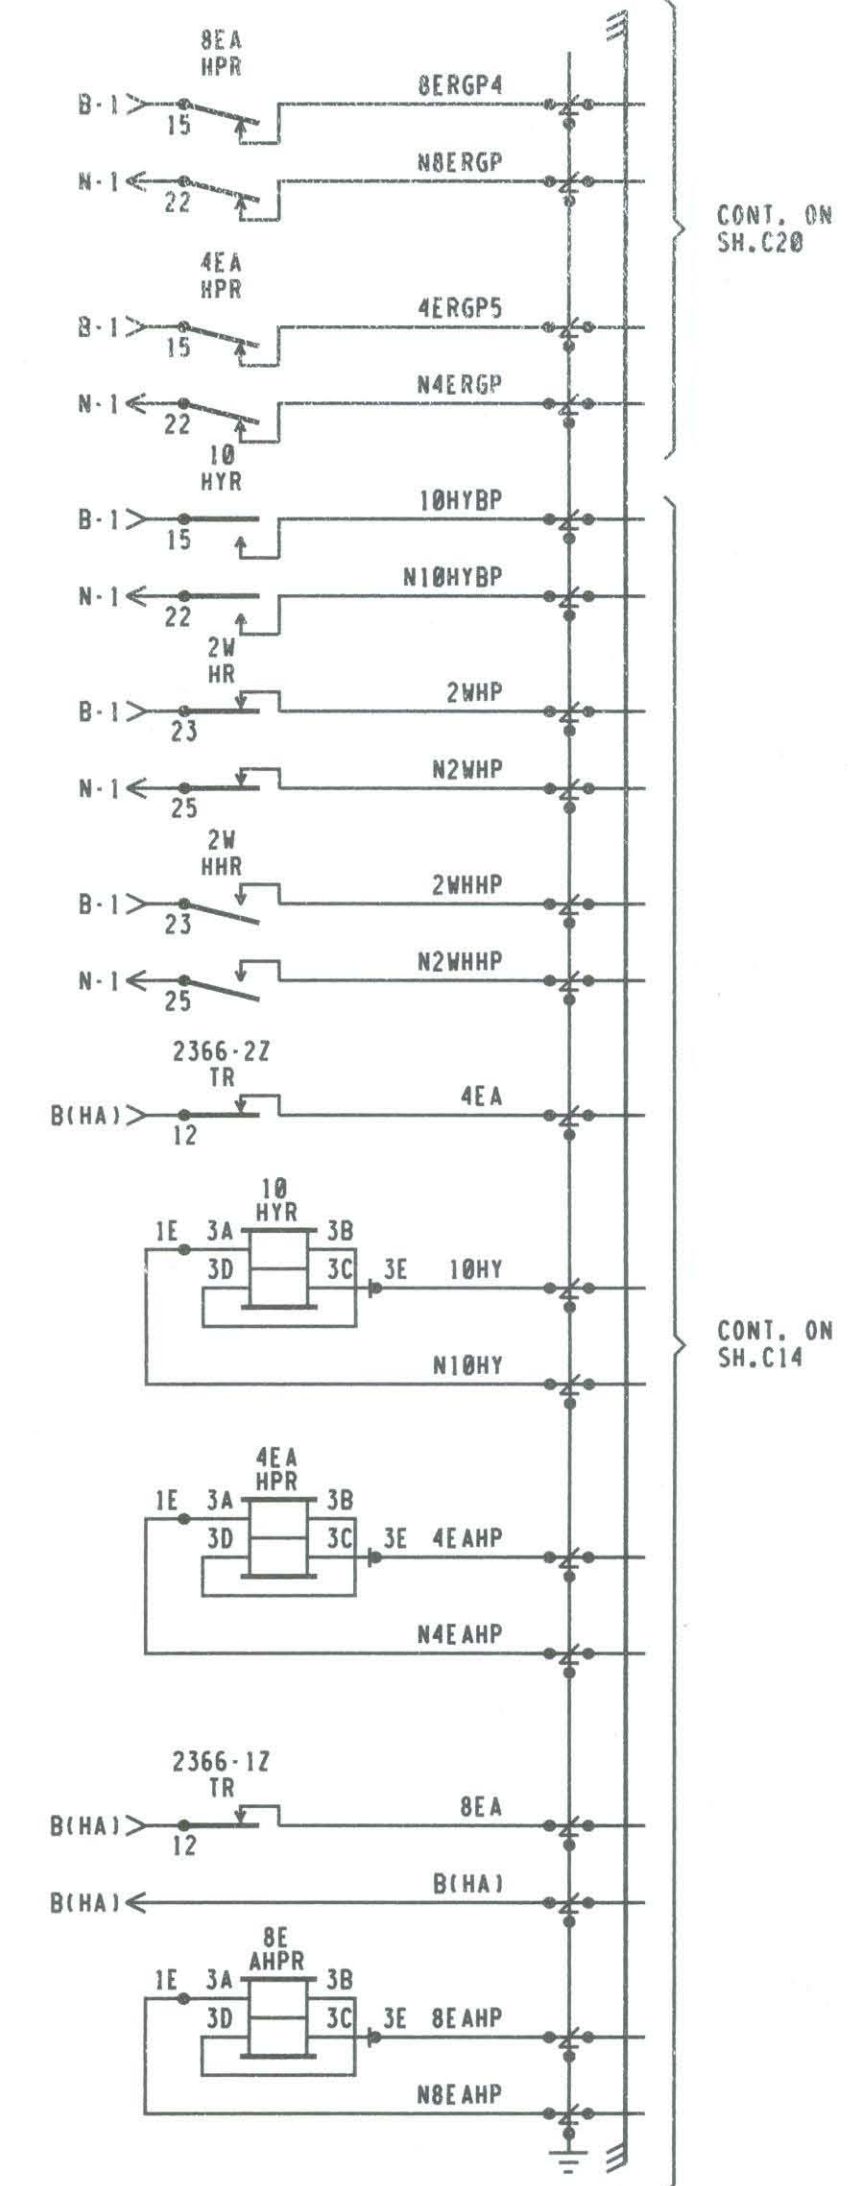 8EA
HPR
B-1
15
8ERGP4
N-1
22
N8ERGP
CONT. ON
SH.C20
4EA
HPR
B-1
15
4ERGP5
N-1
22
N4ERGP
10
HYR
B-1
15
10HYBP
N-1
22
N10HYBP
2W
HR
B-1
23
2WHP
N-1
25
N2WHP
2W
HHR
B-1
23
2WHHP
N-1
25
N2WHHP
2366-2Z
TR
B(HA)
12
4EA
10
HYR
1E 3A 3B
3D 3C 3E 10HY
N10HY
CONT. ON
SH.C14
4EA
HPR
1E 3A 3B
3D 3C 3E 4EAHP
N4EAHP
2366-1Z
TR
B(HA)
12
8EA
B(HA) B(HA)
8E
AHPR
1E 3A 3B
3D 3C 3E 8EAHP
N8EAHP